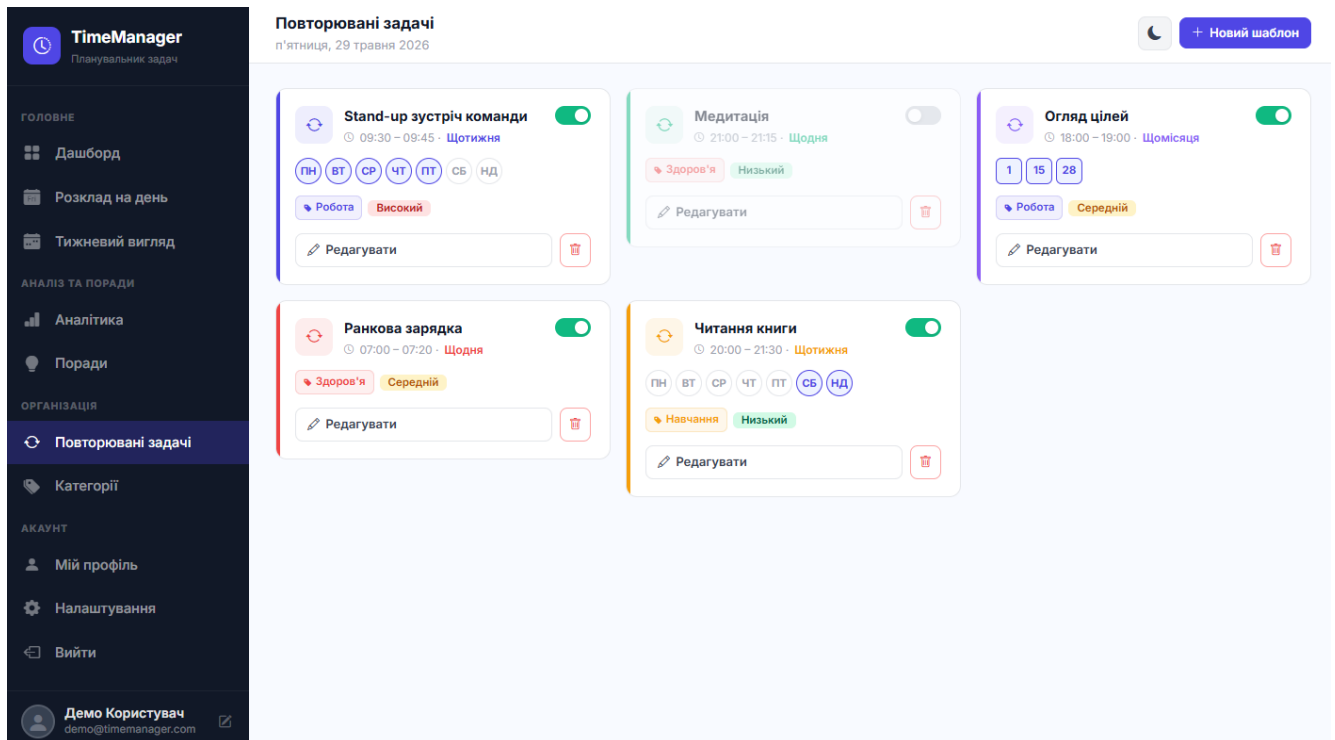 TimeManager
Планувальник задач
ГОЛОВНЕ
Дашборд
Розклад на день
Тижневий вигляд
АНАЛІЗ ТА ПОРАДИ
Аналітика
Поради
ОРГАНІЗАЦІЯ
Повторювані задачі
Категорії
АКАУНТ
Мій профіль
Налаштування
Вийти
Демо Користувач
demo@timemanager.com
Повторювані задачі
п'ятниця, 29 травня 2026
+ Новий шаблон
Stand-up зустріч команди
09:30 – 09:45 · Щотижня
ПН ВТ СР ЧТ ПТ СБ НД
Робота Високий
Редагувати
Медитація
21:00 – 21:15 · Щодня
Здоров'я Низький
Редагувати
Огляд цілей
18:00 – 19:00 · Щомісяця
1 15 28
Робота Середній
Редагувати
Ранкова зарядка
07:00 – 07:20 · Щодня
Здоров'я Середній
Редагувати
Читання книги
20:00 – 21:30 · Щотижня
ПН ВТ СР ЧТ ПТ СБ НД
Навчання Низький
Редагувати